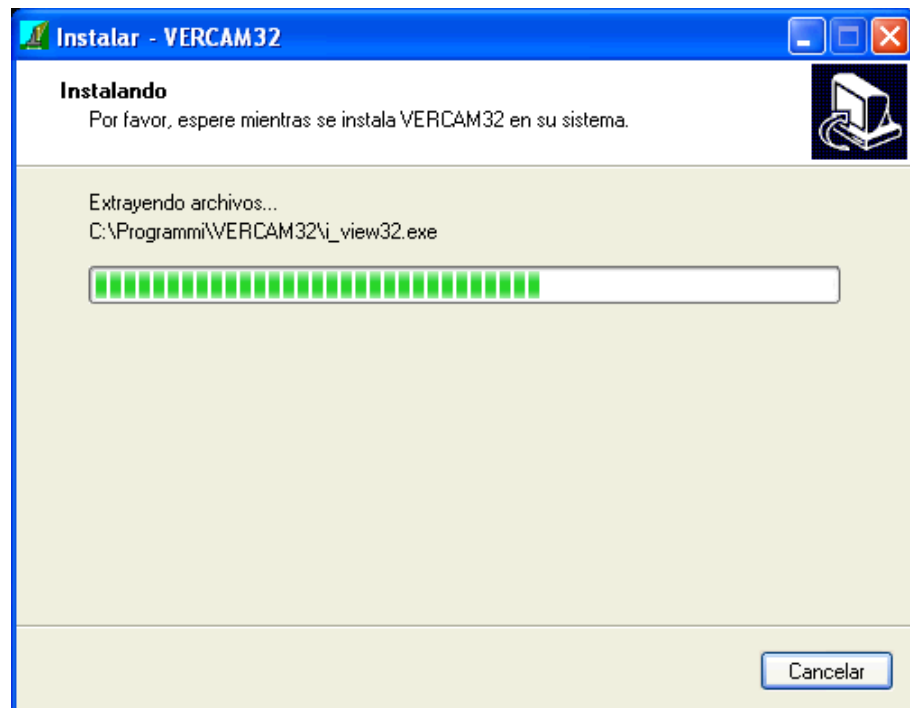 Instalar - VERCAM32
Instalando
Por favor, espere mientras se instala VERCAM32 en su sistema.
Extrayendo archivos...
C:\Programmi\VERCAM32\i_view32.exe
Cancelar